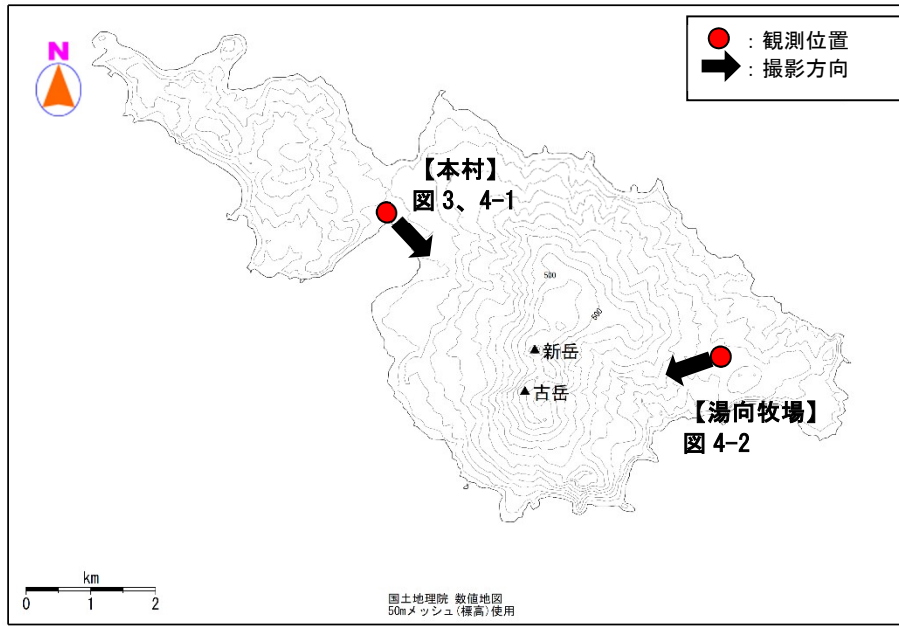 N
：観測位置
：撮影方向
【本村】
図 3、4-1
500
500
新岳
古岳
【湯向牧場】
図 4-2
km
0 1 2
国土地理院 数値地図
50mメッシュ(標高)使用